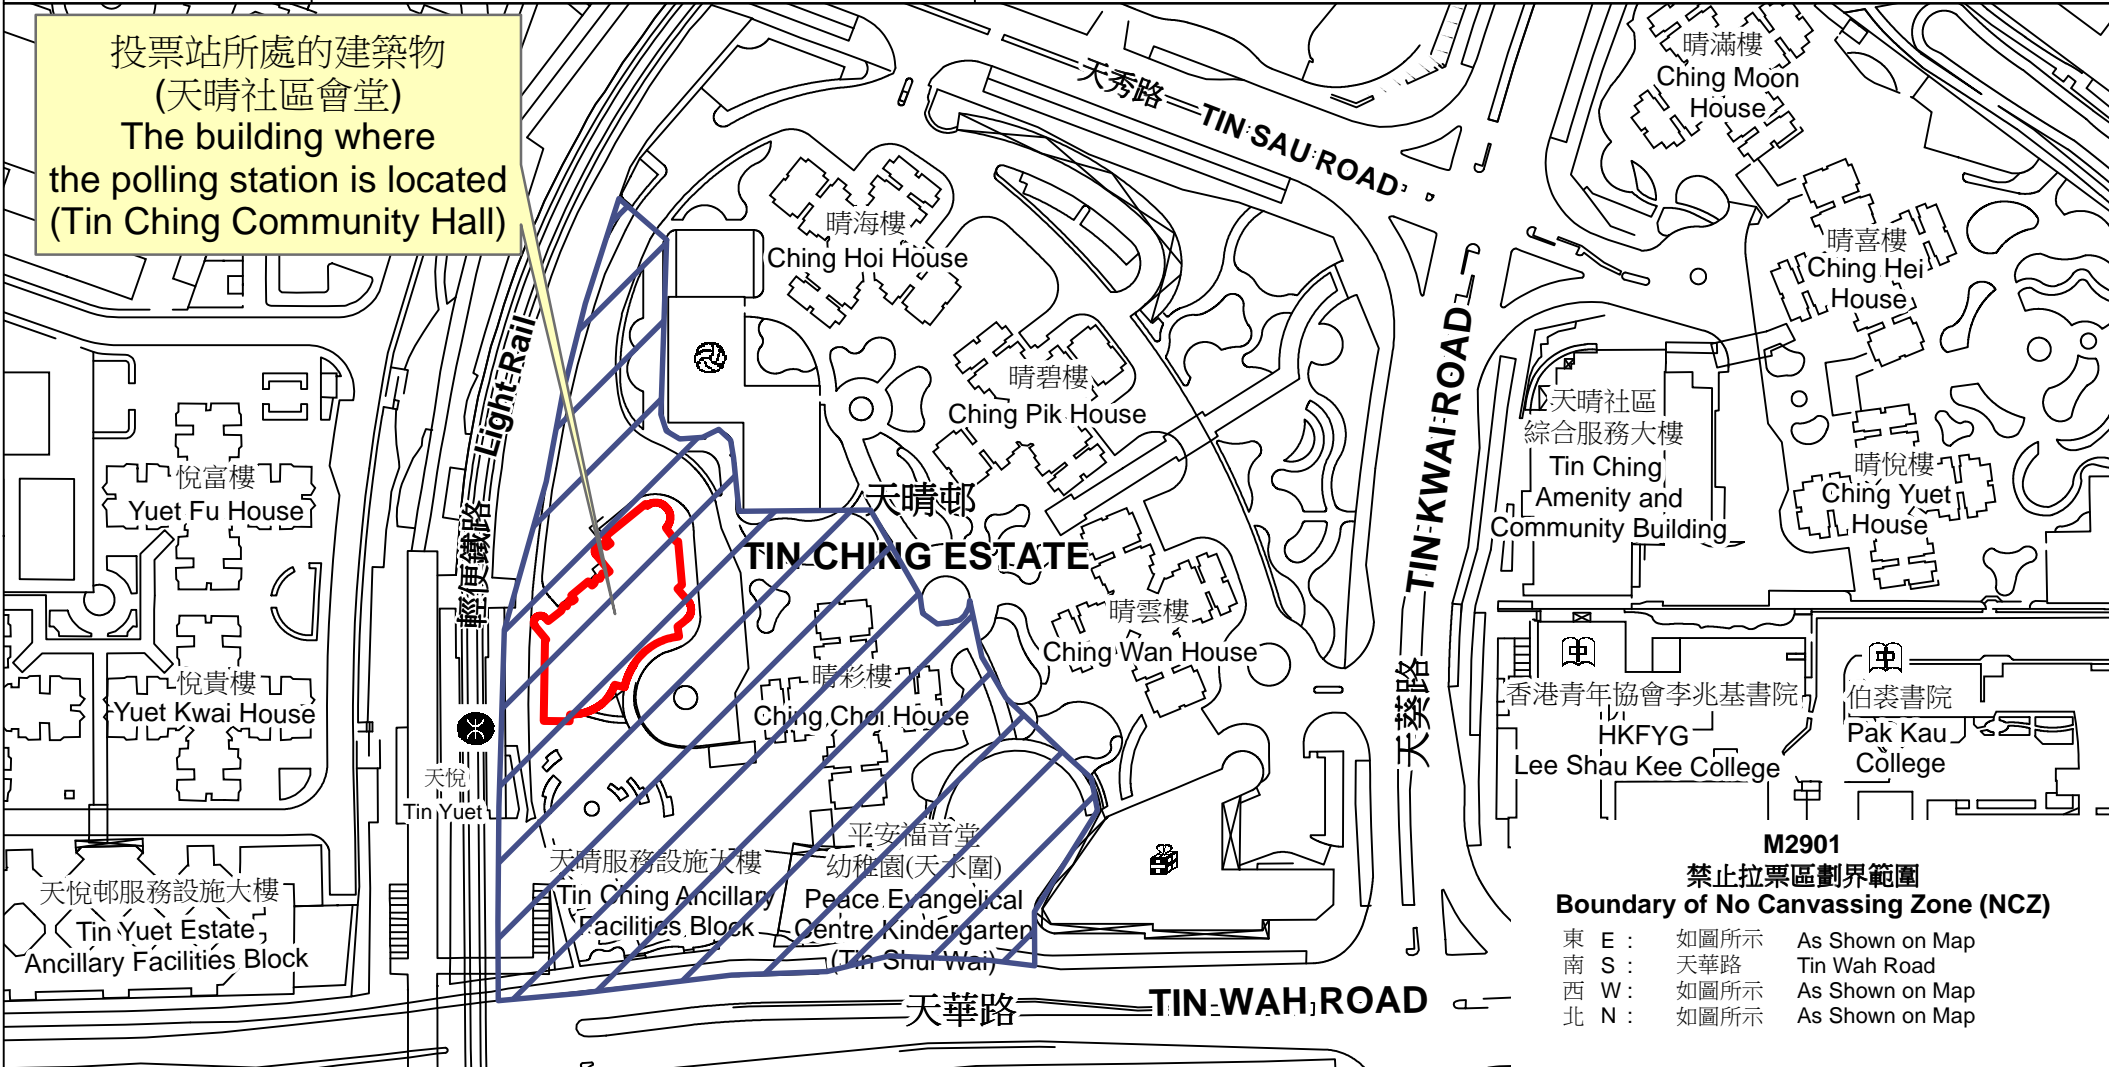 投票站所處的建築物
(天晴社區會堂)
The building where
the polling station is located
(Tin Ching Community Hall)
天秀路
TIN SAU ROAD
晴滿樓
Ching Moon
House
晴海樓
Ching Hoi House
晴喜樓
Ching Hei
House
Light Rail
輕便鐵路
晴碧樓
Ching Pik House
TIN KWAI ROAD
天葵路
天晴社區
綜合服務大樓
Tin Ching
Amenity and
Community Building
晴悅樓
Ching Yuet
House
悅富樓
Yuet Fu House
天晴邨
TIN CHING ESTATE
晴雲樓
Ching Wan House
悅貴樓
Yuet Kwai House
晴彩樓
Ching Choi House
香港青年協會李兆基書院
HKFYG
Lee Shau Kee College
伯裘書院
Pak Kau
College
天悅
Tin Yuet
天晴服務設施大樓
Tin Ching Ancillary
Facilities Block
平安福音堂
幼稚園(天水圍)
Peace Evangelical
Centre Kindergarten
(Tin Shui Wai)
天悅邨服務設施大樓
Tin Yuet Estate
Ancillary Facilities Block
天華路
TIN WAH ROAD
M2901
禁止拉票區劃界範圍
Boundary of No Canvassing Zone (NCZ)
東 E : 如圖所示 As Shown on Map
南 S : 天華路 Tin Wah Road
西 W : 如圖所示 As Shown on Map
北 N : 如圖所示 As Shown on Map